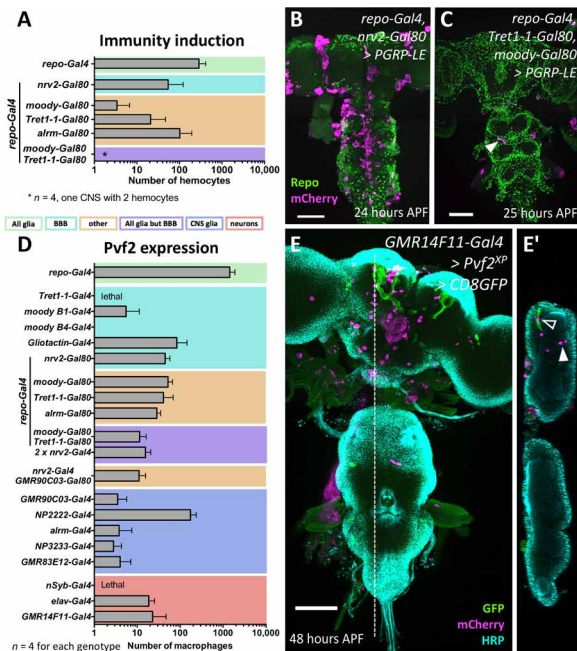 A
Immunity induction
repo-Gal4
nrv2-Gal80
moody-Gal80
Tret1-1-Gal80
alrm-Gal80
moody-Gal80
Tret1-1-Gal80
repo-Gal4
*
1 10 100 1,000 10,000
Number of hemocytes
* n = 4, one CNS with 2 hemocytes
All glia BBB other All glia but BBB CNS glia neurons
B
repo-Gal4,
nrv2-Gal80
> PGRP-LE
Repo
mCherry
24 hours APF
C
repo-Gal4,
Tret1-1-Gal80,
moody-Gal80
> PGRP-LE
25 hours APF
D
Pvf2 expression
repo-Gal4
Tret1-1-Gal4 lethal
moody B1-Gal4
moody B4-Gal4
Gliotactin-Gal4
nrv2-Gal80
moody-Gal80
Tret1-1-Gal80
alrm-Gal80
moody-Gal80
Tret1-1-Gal80
2 x nrv2-Gal4
repo-Gal4
nrv2-Gal4
GMR90C03-Gal80
GMR90C03-Gal4
NP2222-Gal4
alrm-Gal4
NP3233-Gal4
GMR83E12-Gal4
nSyb-Gal4 Lethal
elav-Gal4
GMR14F11-Gal4
1 10 100 1,000 10,000
Number of macrophages
n = 4 for each genotype
E
GMR14F11-Gal4
> Pvf2XP
> CD8GFP
GFP
mCherry
HRP
48 hours APF
E'